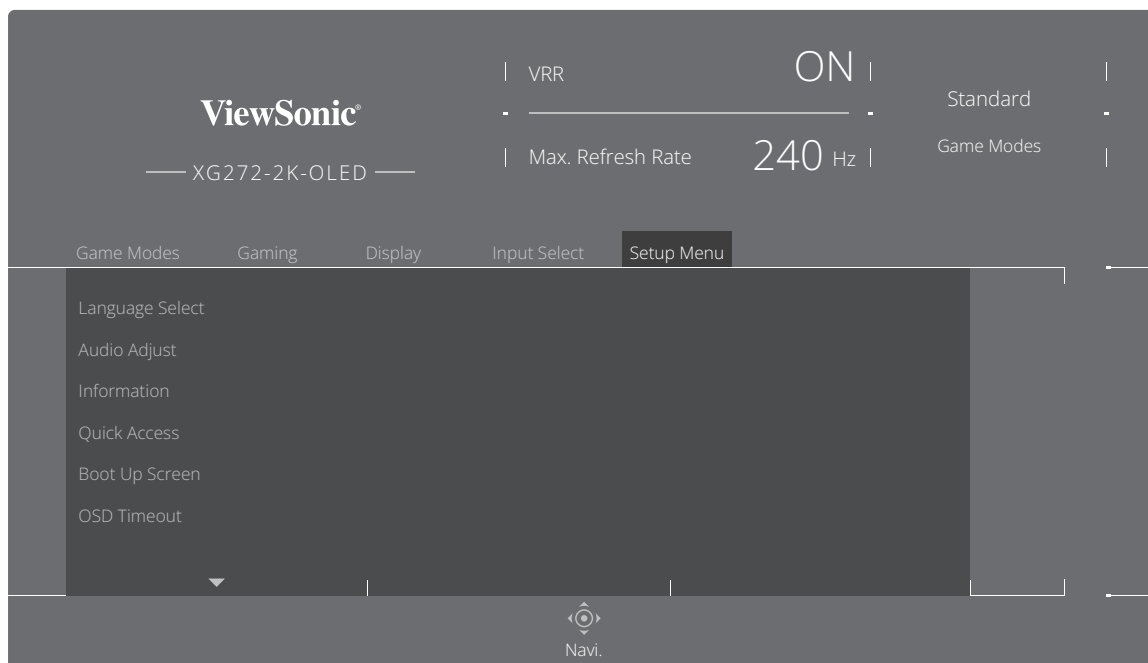 ViewSonic®
XG272-2K-OLED
VRR ON
Max. Refresh Rate 240 Hz
Standard
Game Modes
Game Modes Gaming Display Input Select Setup Menu
Language Select
Audio Adjust
Information
Quick Access
Boot Up Screen
OSD Timeout
Navi.